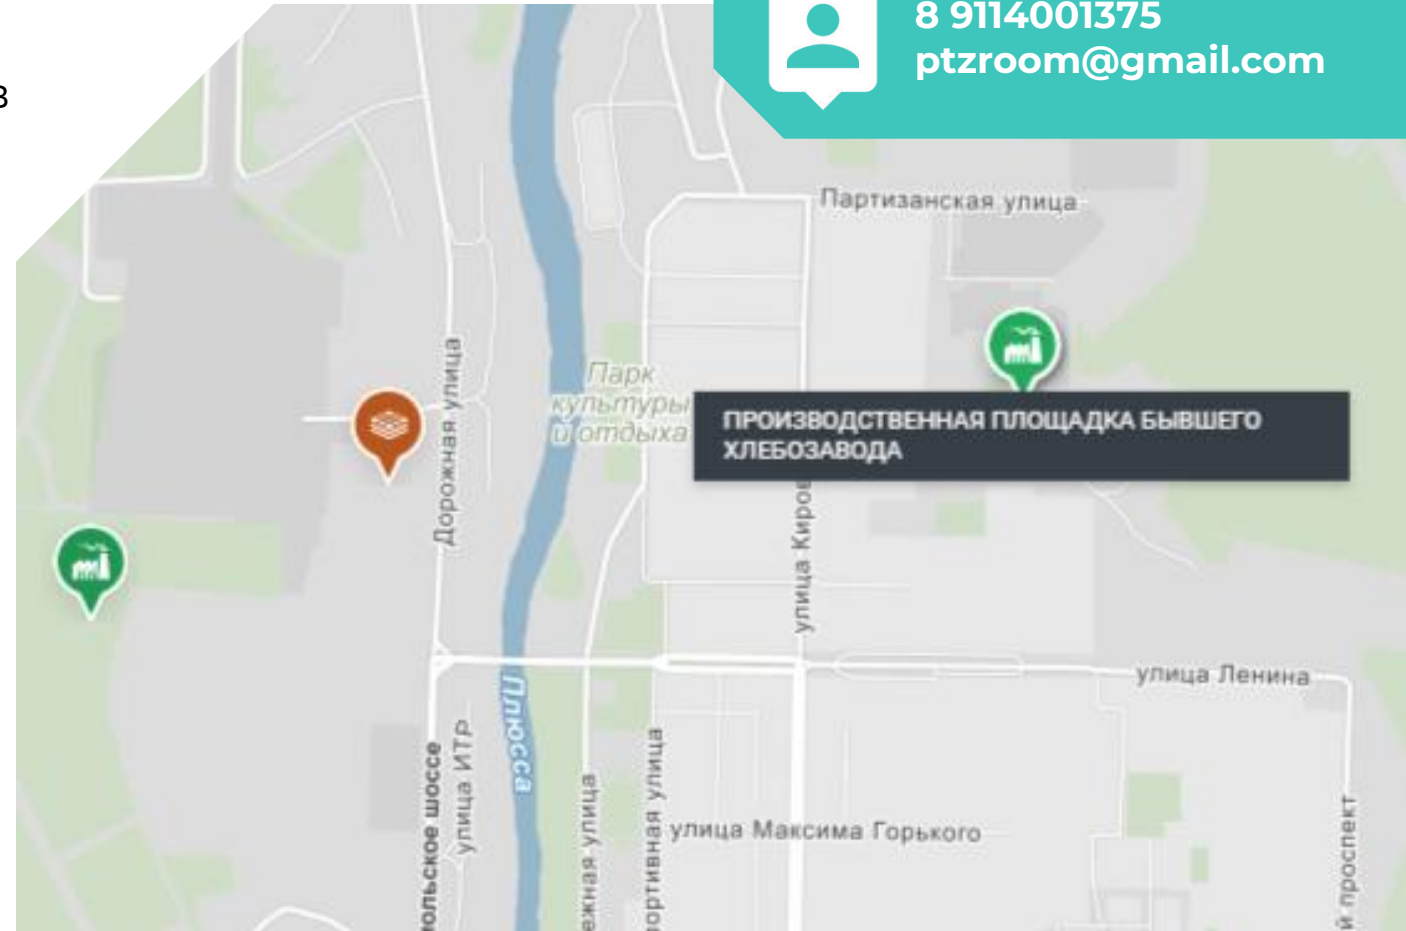 8 9114001375
ptzroom@gmail.com
Партизанская улица
Дорожная улица
Парк
культуры
и отдыха
ПРОИЗВОДСТВЕННАЯ ПЛОЩАДКА БЫВШЕГО
ХЛЕБОЗАВОДА
улица Киров
улица Ленина
Плюсса
ольское шоссе
улица ИТР
ежная улица
ортивная улица
улица Максима Горького
й проспект